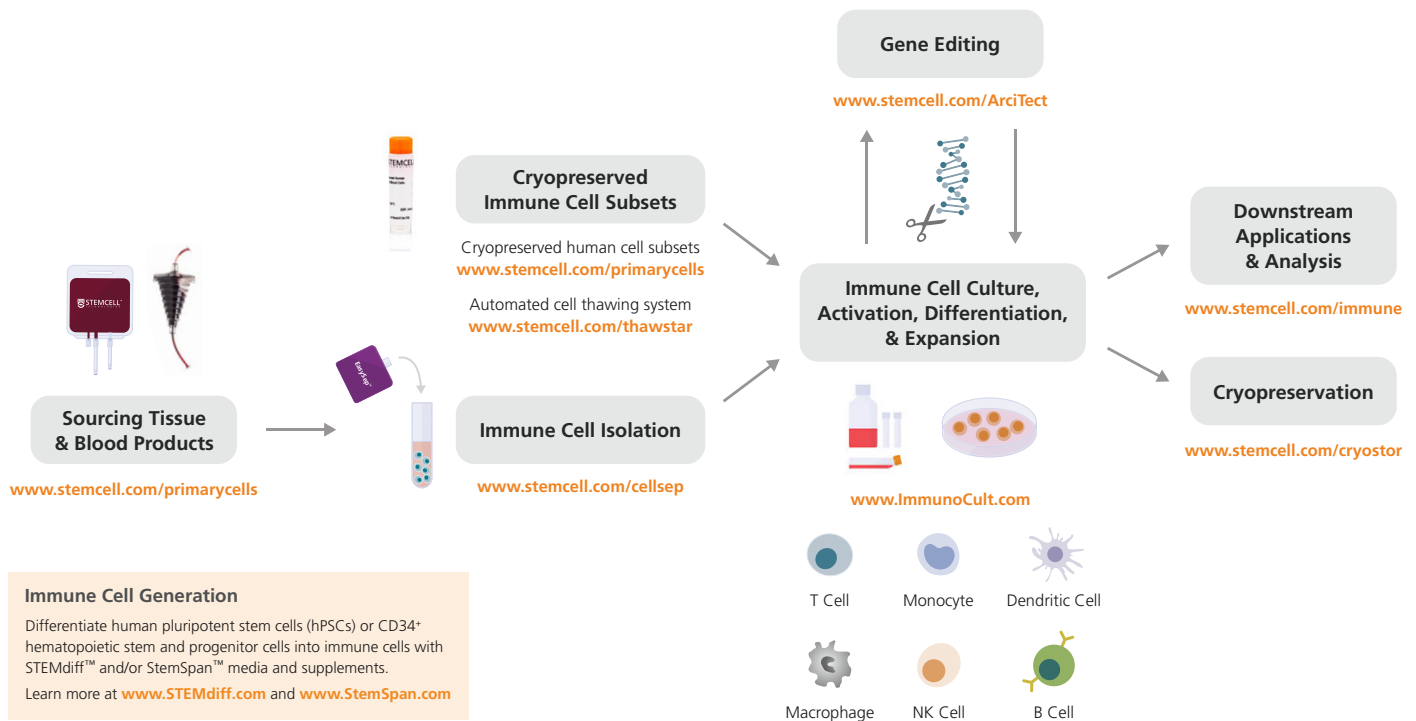 Gene Editing
www.stemcell.com/ArciTect
Cryopreserved
Immune Cell Subsets
Cryopreserved human cell subsets
www.stemcell.com/primarycells
Automated cell thawing system
www.stemcell.com/thawstar
STEMCELL
Sourcing Tissue
& Blood Products
www.stemcell.com/primarycells
EasySep™
Immune Cell Isolation
www.stemcell.com/cellsep
Immune Cell Culture,
Activation, Differentiation,
& Expansion
www.ImmunoCult.com
Downstream
Applications
& Analysis
www.stemcell.com/immune
Cryopreservation
www.stemcell.com/cryostor
T Cell
Monocyte
Dendritic Cell
Macrophage
NK Cell
B Cell
Immune Cell Generation
Differentiate human pluripotent stem cells (hPSCs) or CD34⁺
hematopoietic stem and progenitor cells into immune cells with
STEMdiff™ and/or StemSpan™ media and supplements.
Learn more at www.STEMdiff.com and www.StemSpan.com